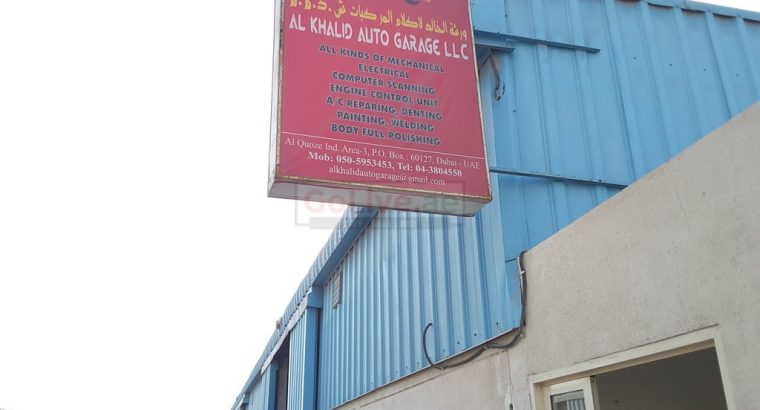 ورشة الخالد لاصلاح المركبات ش.ذ.م.م
AL KHALID AUTO GARAGE L.L.C
ALL KINDS OF MECHANICAL
ELECTRICAL
COMPUTER SCANNING
ENGINE CONTROL UNIT
A/C REPARING, DENTING
PAINTING, WELDING
BODY FULL POLISHING
Al Quoze Ind. Area-3, P.O. Box : 60127, Dubai - UAE
Mob: 050-5953453, Tel: 04-3804550
alkhalidautogarage@gmail.com
GoLive.ae